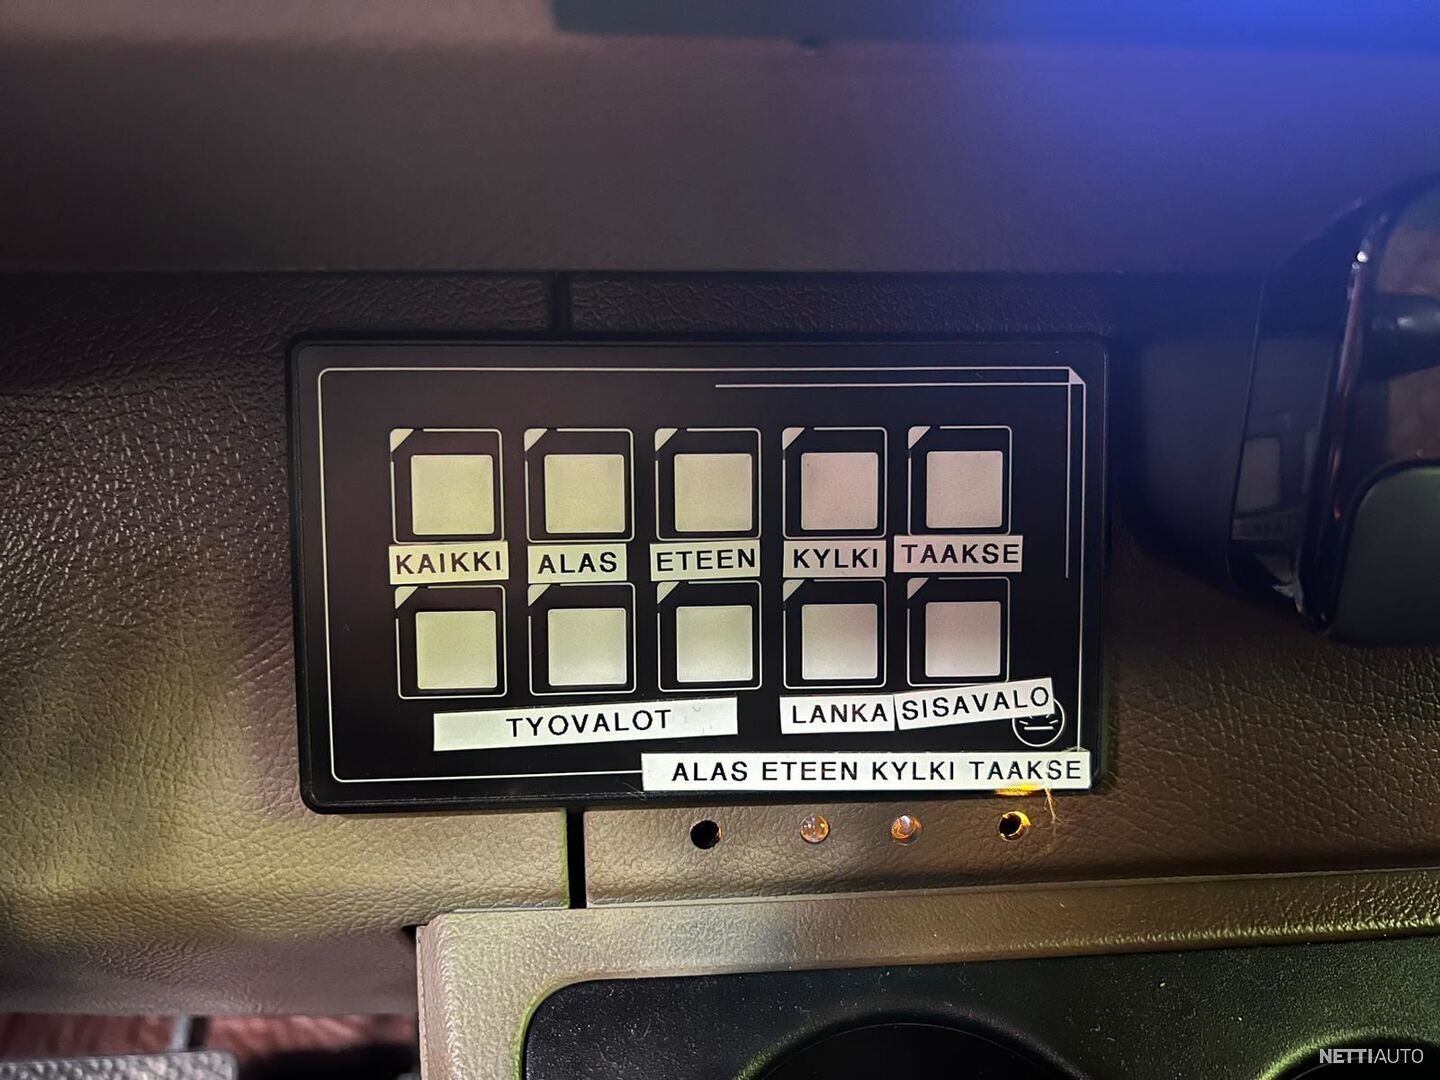 KAIKKI ALAS ETEEN KYLKI TAAKSE
TYOVALOT LANKA SISAVALO
ALAS ETEEN KYLKI TAAKSE
NETTIAUTO